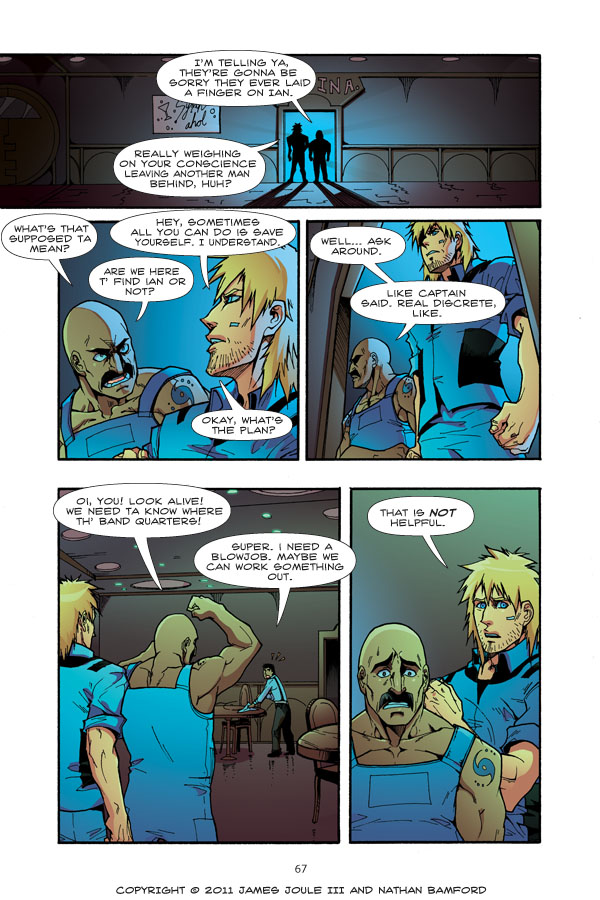 I'M TELLING YA,
THEY'RE GONNA BE
SORRY THEY EVER LAID
A FINGER ON IAN.
INA.
REALLY WEIGHING
ON YOUR CONSCIENCE
LEAVING ANOTHER MAN
BEHIND, HUH?
WHAT'S THAT
SUPPOSED TA
MEAN?
HEY, SOMETIMES
ALL YOU CAN DO IS SAVE
YOURSELF. I UNDERSTAND.
ARE WE HERE
T' FIND IAN OR
NOT?
OKAY, WHAT'S
THE PLAN?
WELL... ASK
AROUND.
LIKE CAPTAIN
SAID. REAL DISCRETE,
LIKE.
OI, YOU! LOOK ALIVE!
WE NEED TA KNOW WHERE
TH' BAND QUARTERS!
SUPER. I NEED A
BLOWJOB. MAYBE WE
CAN WORK SOMETHING
OUT.
THAT IS NOT
HELPFUL.
67
COPYRIGHT © 2011 JAMES JOULE III AND NATHAN BAMFORD